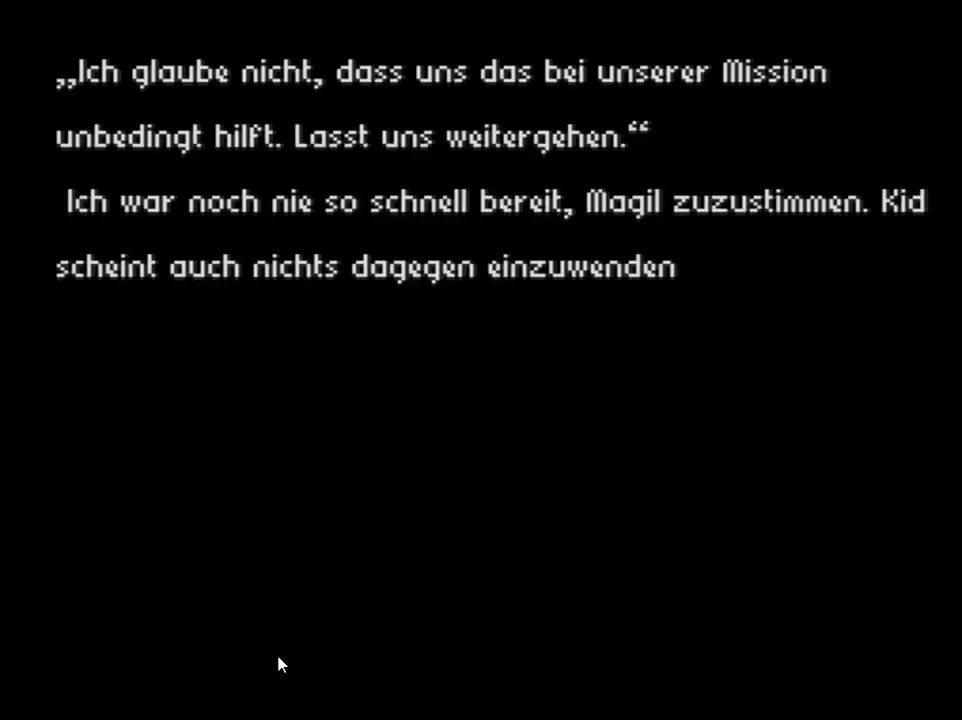 „Ich glaube nicht, dass uns das bei unserer Mission
unbedingt hilft. Lasst uns weitergehen.“
Ich war noch nie so schnell bereit, Magil zuzustimmen. Kid
scheint auch nichts dagegen einzuwenden